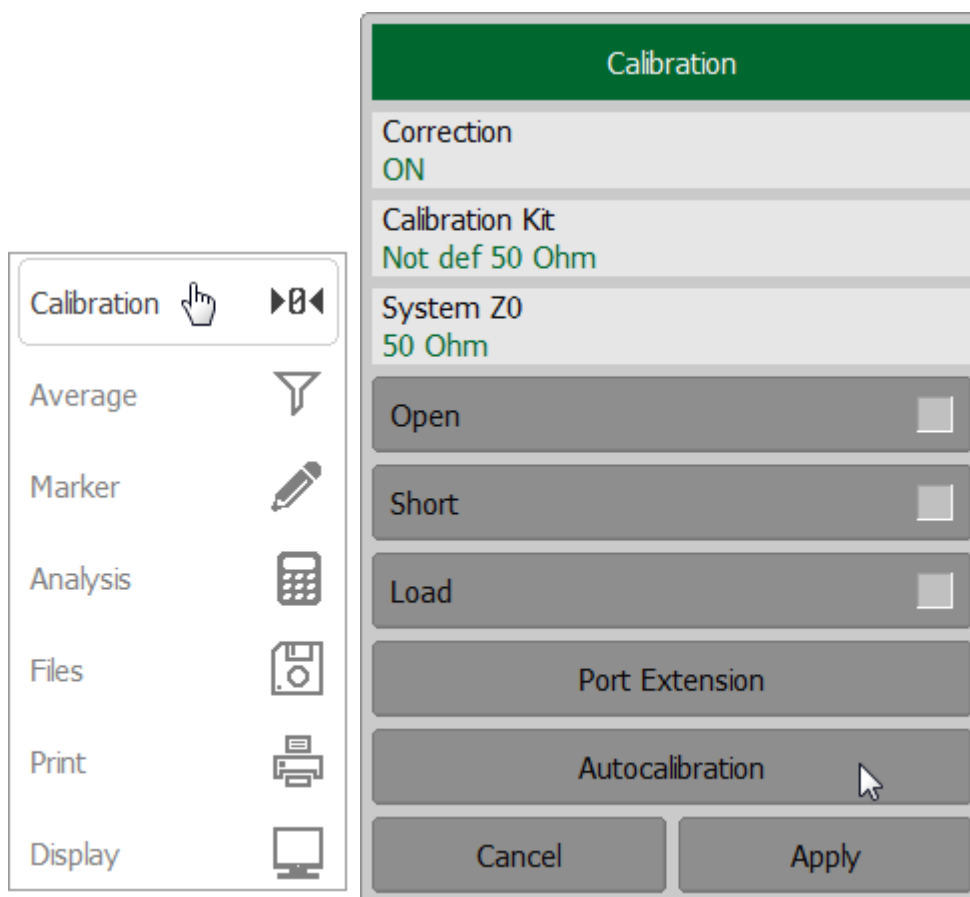 Calibration
Average
Marker
Analysis
Files
Print
Display
Calibration
Correction
ON
Calibration Kit
Not def 50 Ohm
System Z0
50 Ohm
Open
Short
Load
Port Extension
Autocalibration
Cancel
Apply